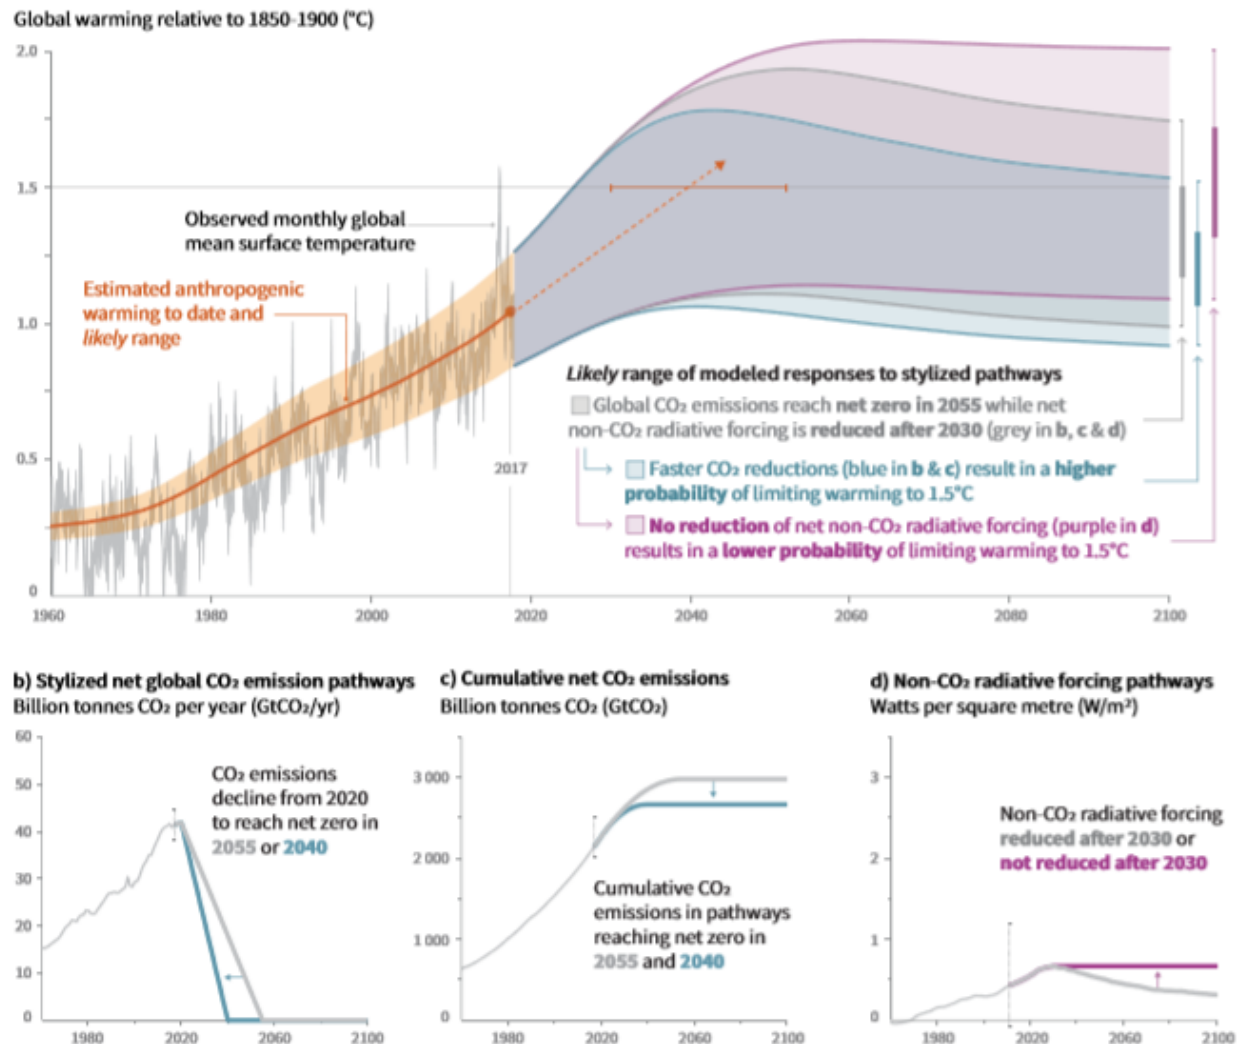 Global warming relative to 1850-1900 (°C)
2.0
1.5
Observed monthly global
mean surface temperature
Estimated anthropogenic
warming to date and
likely range
1.0
Likely range of modeled responses to stylized pathways
Global CO₂ emissions reach net zero in 2055 while net
non-CO₂ radiative forcing is reduced after 2030 (grey in b, c & d)
0.5
2017
Faster CO₂ reductions (blue in b & c) result in a higher
probability of limiting warming to 1.5°C
No reduction of net non-CO₂ radiative forcing (purple in d)
results in a lower probability of limiting warming to 1.5°C
0
1960 1980 2000 2020 2040 2060 2080 2100
b) Stylized net global CO₂ emission pathways
Billion tonnes CO₂ per year (GtCO₂/yr)
60
50
40
30
20
10
0
CO₂ emissions
decline from 2020
to reach net zero in
2055 or 2040
1980 2020 2060 2100
c) Cumulative net CO₂ emissions
Billion tonnes CO₂ (GtCO₂)
3 000
2 000
1 000
0
Cumulative CO₂
emissions in pathways
reaching net zero in
2055 and 2040
1980 2020 2060 2100
d) Non-CO₂ radiative forcing pathways
Watts per square metre (W/m²)
3
2
1
0
Non-CO₂ radiative forcing
reduced after 2030 or
not reduced after 2030
1980 2020 2060 2100